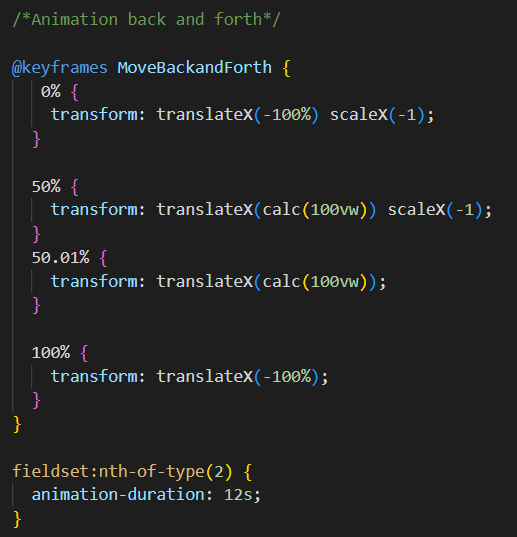 /*Animation back and forth*/
@keyframes MoveBackandForth {
0% {
transform: translateX(-100%) scaleX(-1);
}
50% {
transform: translateX(calc(100vw)) scaleX(-1);
}
50.01% {
transform: translateX(calc(100vw));
}
100% {
transform: translateX(-100%);
}
}
fieldset:nth-of-type(2) {
animation-duration: 12s;
}